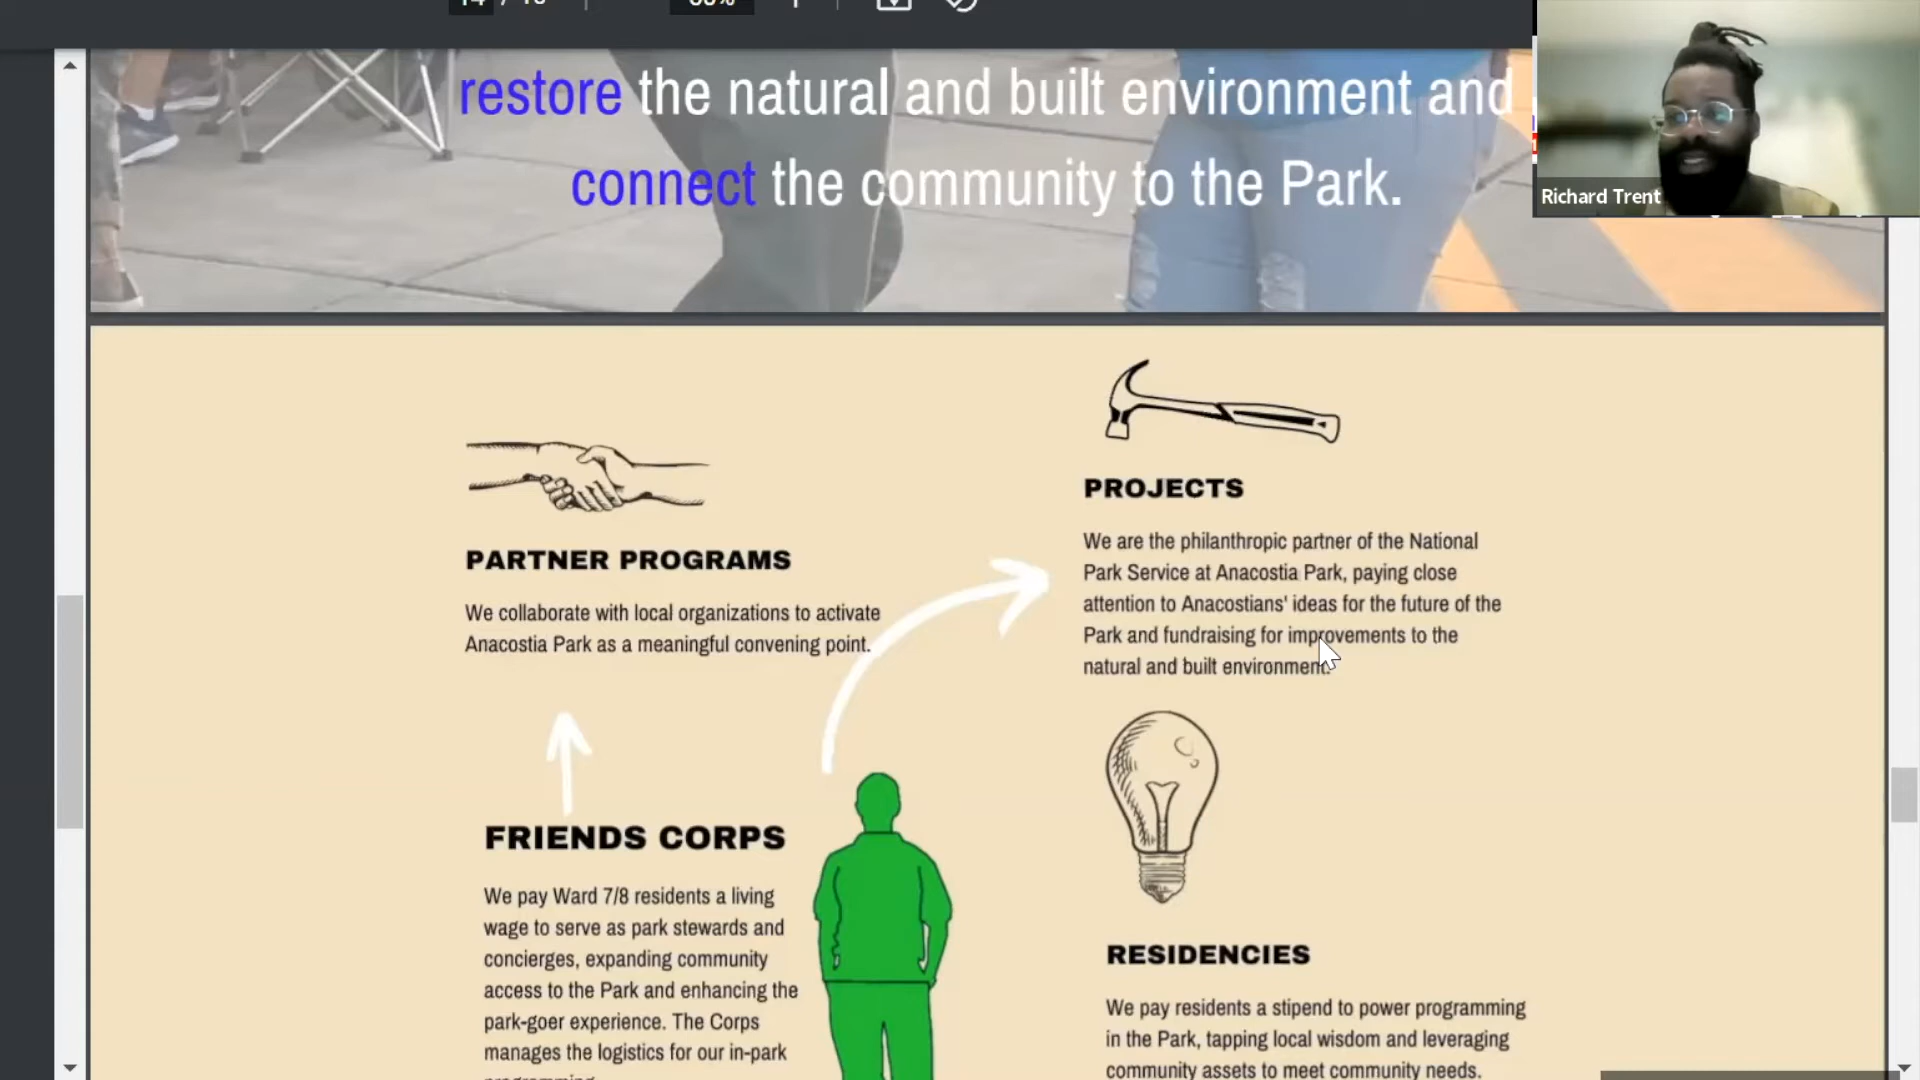 restore the natural and built environment and
connect the community to the Park.
Richard Trent
PROJECTS
We are the philanthropic partner of the National
Park Service at Anacostia Park, paying close
attention to Anacostians' ideas for the future of the
Park and fundraising for improvements to the
natural and built environment.
PARTNER PROGRAMS
We collaborate with local organizations to activate
Anacostia Park as a meaningful convening point.
FRIENDS CORPS
We pay Ward 7/8 residents a living
wage to serve as park stewards and
concierges, expanding community
access to the Park and enhancing the
park-goer experience. The Corps
manages the logistics for our in-park
RESIDENCIES
We pay residents a stipend to power programming
in the Park, tapping local wisdom and leveraging
community assets to meet community needs.